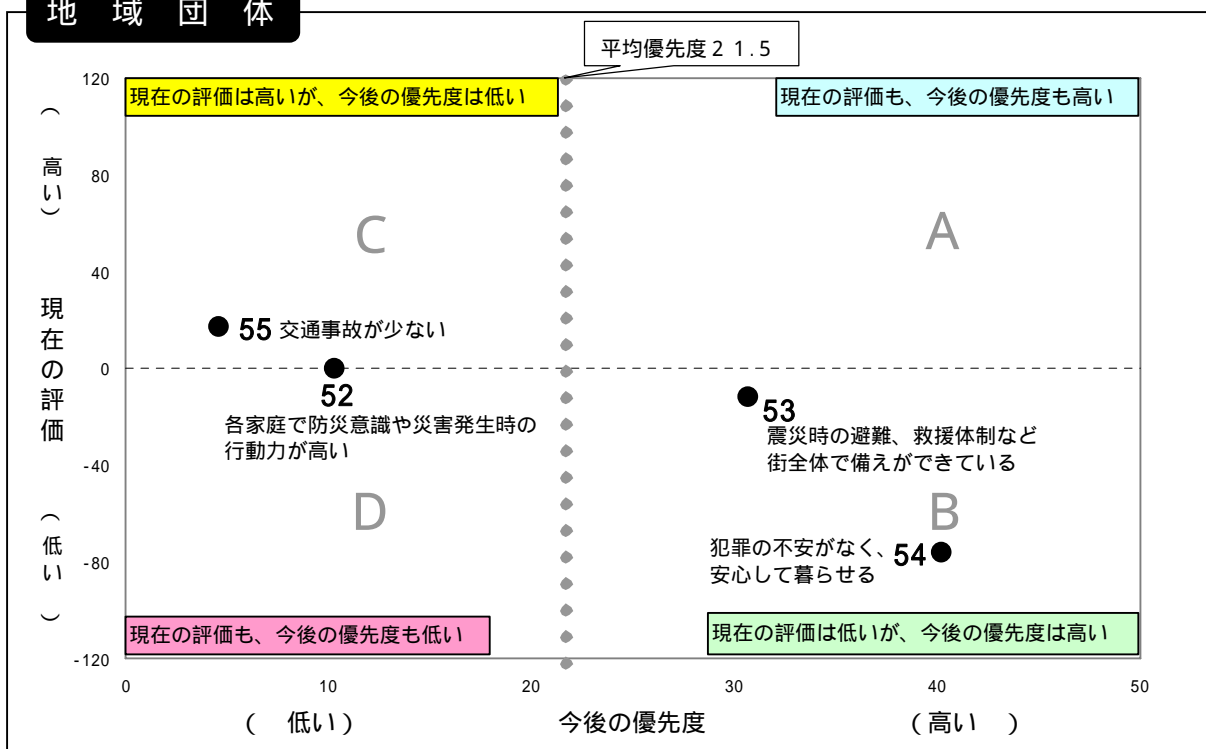 地域団体
平均優先度21.5
現在の評価は高いが、今後の優先度は低い
現在の評価も、今後の優先度も高い
120
80
40
0
-40
-80
-120
(高い)
現在の評価
(低い)
C
A
55 交通事故が少ない
52
各家庭で防災意識や災害発生時の
行動力が高い
53
震災時の避難、救援体制など
街全体で備えができている
D
B
犯罪の不安がなく、
安心して暮らせる
54
現在の評価も、今後の優先度も低い
現在の評価は低いが、今後の優先度は高い
0 10 20 30 40 50
( 低い) 今後の優先度 (高い )